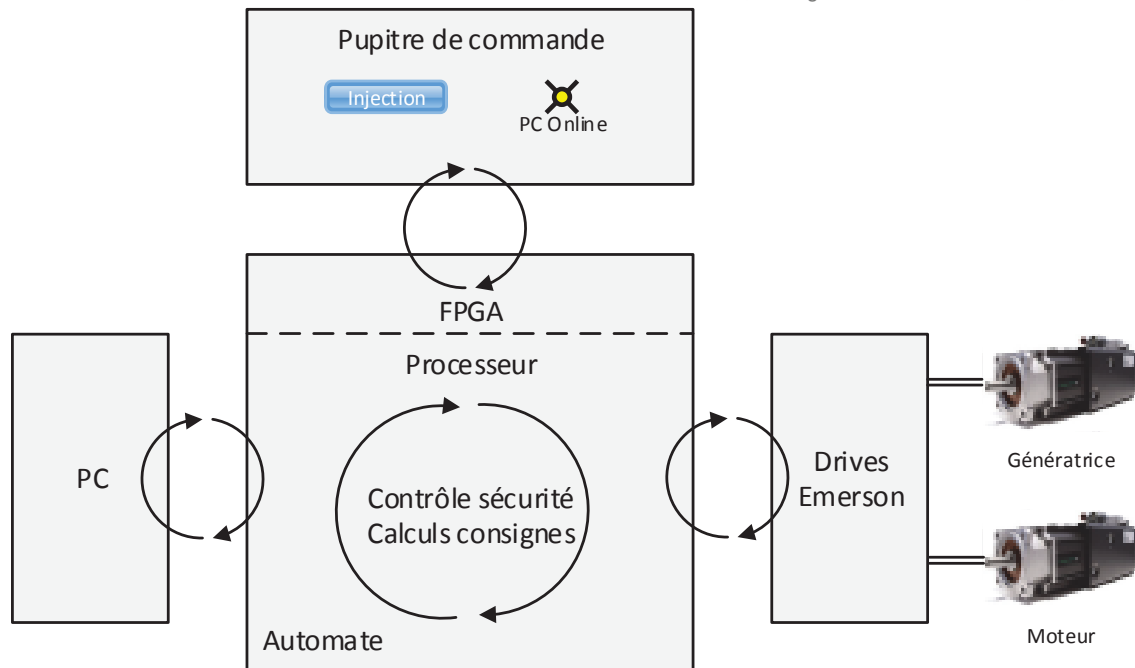 Pupitre de commande
Injection
PC Online
FPGA
Processeur
PC
Contrôle sécurité
Calculs consignes
Automate
Drives
Emerson
Génératrice
Moteur